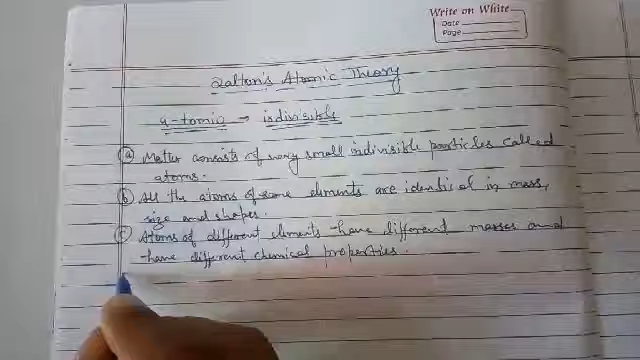 Write on White
Date
Page
Dalton's Atomic Theory
a-tomio → indivisible
(a) Matter consists of very small indivisible particles called
atoms.
(b) All the atoms of same elements are identical in mass,
size and shapes.
(c) Atoms of different elements have different masses and
have different chemical properties.